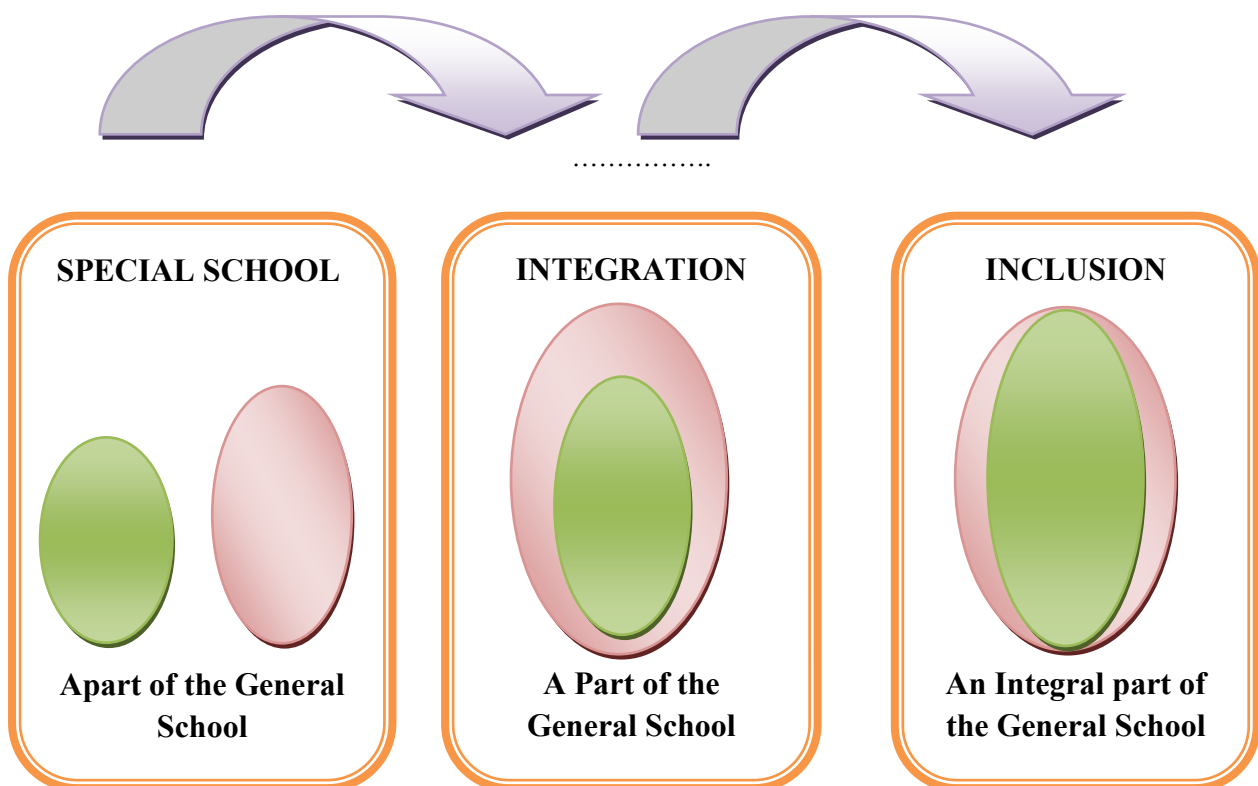 ................
SPECIAL SCHOOL
Apart of the General
School
INTEGRATION
A Part of the
General School
INCLUSION
An Integral part of
the General School